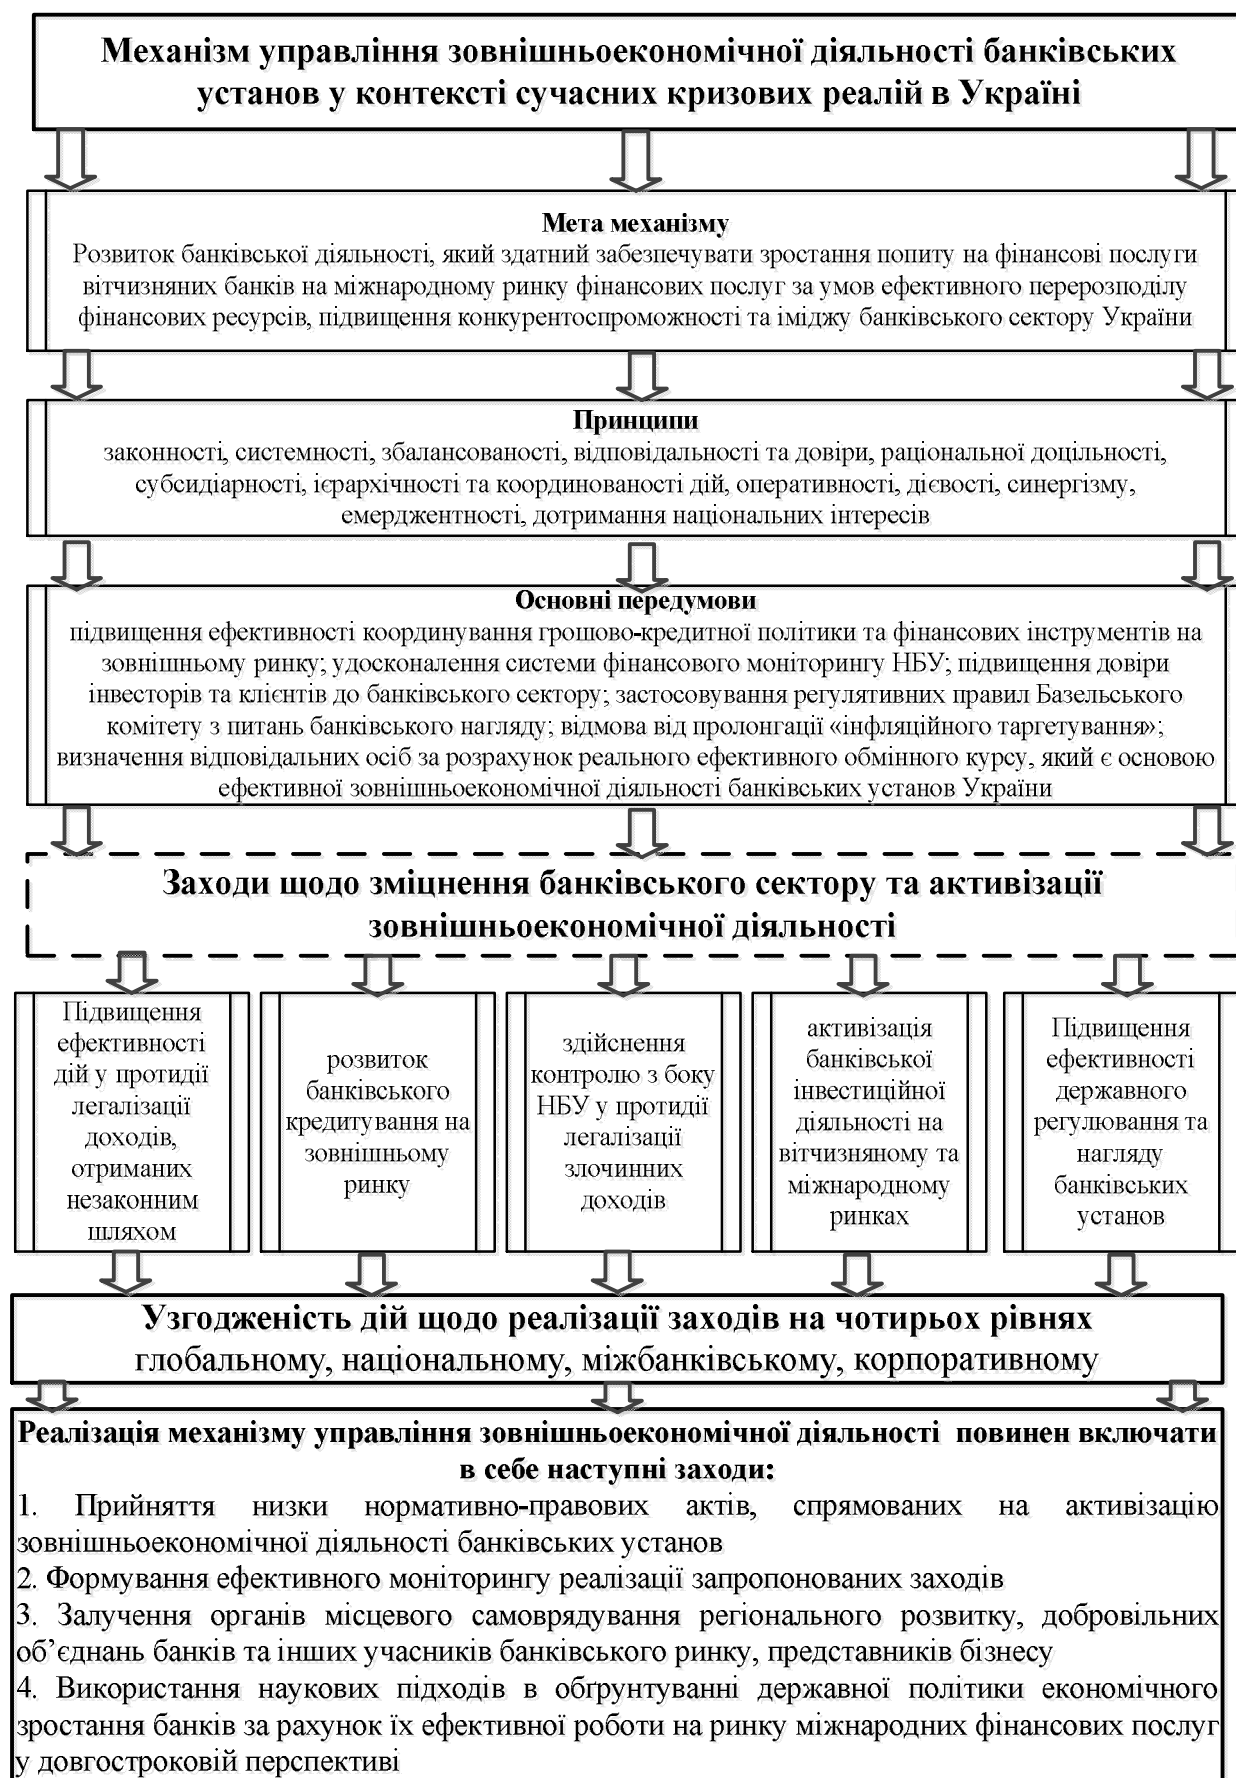 Механізм управління зовнішньоекономічної діяльності банківських
установ у контексті сучасних кризових реалій в Україні
Мета механізму
Розвиток банківської діяльності, який здатний забезпечувати зростання попиту на фінансові послуги
вітчизняних банків на міжнародному ринку фінансових послуг за умов ефективного перерозподілу
фінансових ресурсів, підвищення конкурентоспроможності та іміджу банківського сектору України
Принципи
законності, системності, збалансованості, відповідальності та довіри, раціональної доцільності,
субсидіарності, ієрархічності та координованості дій, оперативності, дієвості, синергізму,
емерджентності, дотримання національних інтересів
Основні передумови
підвищення ефективності координування грошово-кредитної політики та фінансових інструментів на
зовнішньому ринку; удосконалення системи фінансового моніторингу НБУ; підвищення довіри
інвесторів та клієнтів до банківського сектору; застосовування регулятивних правил Базельського
комітету з питань банківського нагляду; відмова від пролонгації «інфляційного таргетування»;
визначення відповідальних осіб за розрахунок реального ефективного обмінного курсу, який є основою
ефективної зовнішньоекономічної діяльності банківських установ України
Заходи щодо зміцнення банківського сектору та активізації
зовнішньоекономічної діяльності
Підвищення
ефективності
дій у протидії
легалізації
доходів,
отриманих
незаконним
шляхом
розвиток
банківського
кредитування на
зовнішньому
ринку
здійснення
контролю з боку
НБУ у протидії
легалізації
злочинних
доходів
активізація
банківської
інвестиційної
діяльності на
вітчизняному та
міжнародному
ринках
Підвищення
ефективності
державного
регулювання та
нагляду
банківських
установ
Узгодженість дій щодо реалізації заходів на чотирьох рівнях
глобальному, національному, міжбанківському, корпоративному
Реалізація механізму управління зовнішньоекономічної діяльності повинен включати
в себе наступні заходи:
1. Прийняття низки нормативно-правових актів, спрямованих на активізацію
зовнішньоекономічної діяльності банківських установ
2. Формування ефективного моніторингу реалізації запропонованих заходів
3. Залучення органів місцевого самоврядування регіонального розвитку, добровільних
об’єднань банків та інших учасників банківського ринку, представників бізнесу
4. Використання наукових підходів в обґрунтуванні державної політики економічного
зростання банків за рахунок їх ефективної роботи на ринку міжнародних фінансових послуг
у довгостроковій перспективі